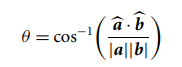 θ = cos⁻¹(â · b̂ / |a||b|)